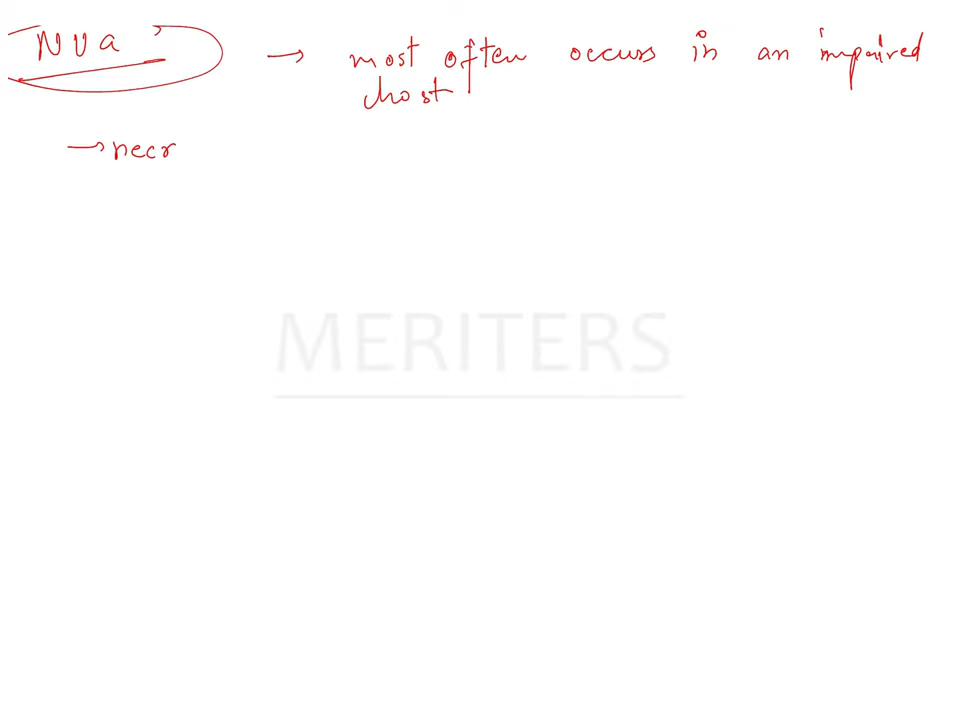 NUG → most often occurs in an impaired
host
→ necr
MERITERS